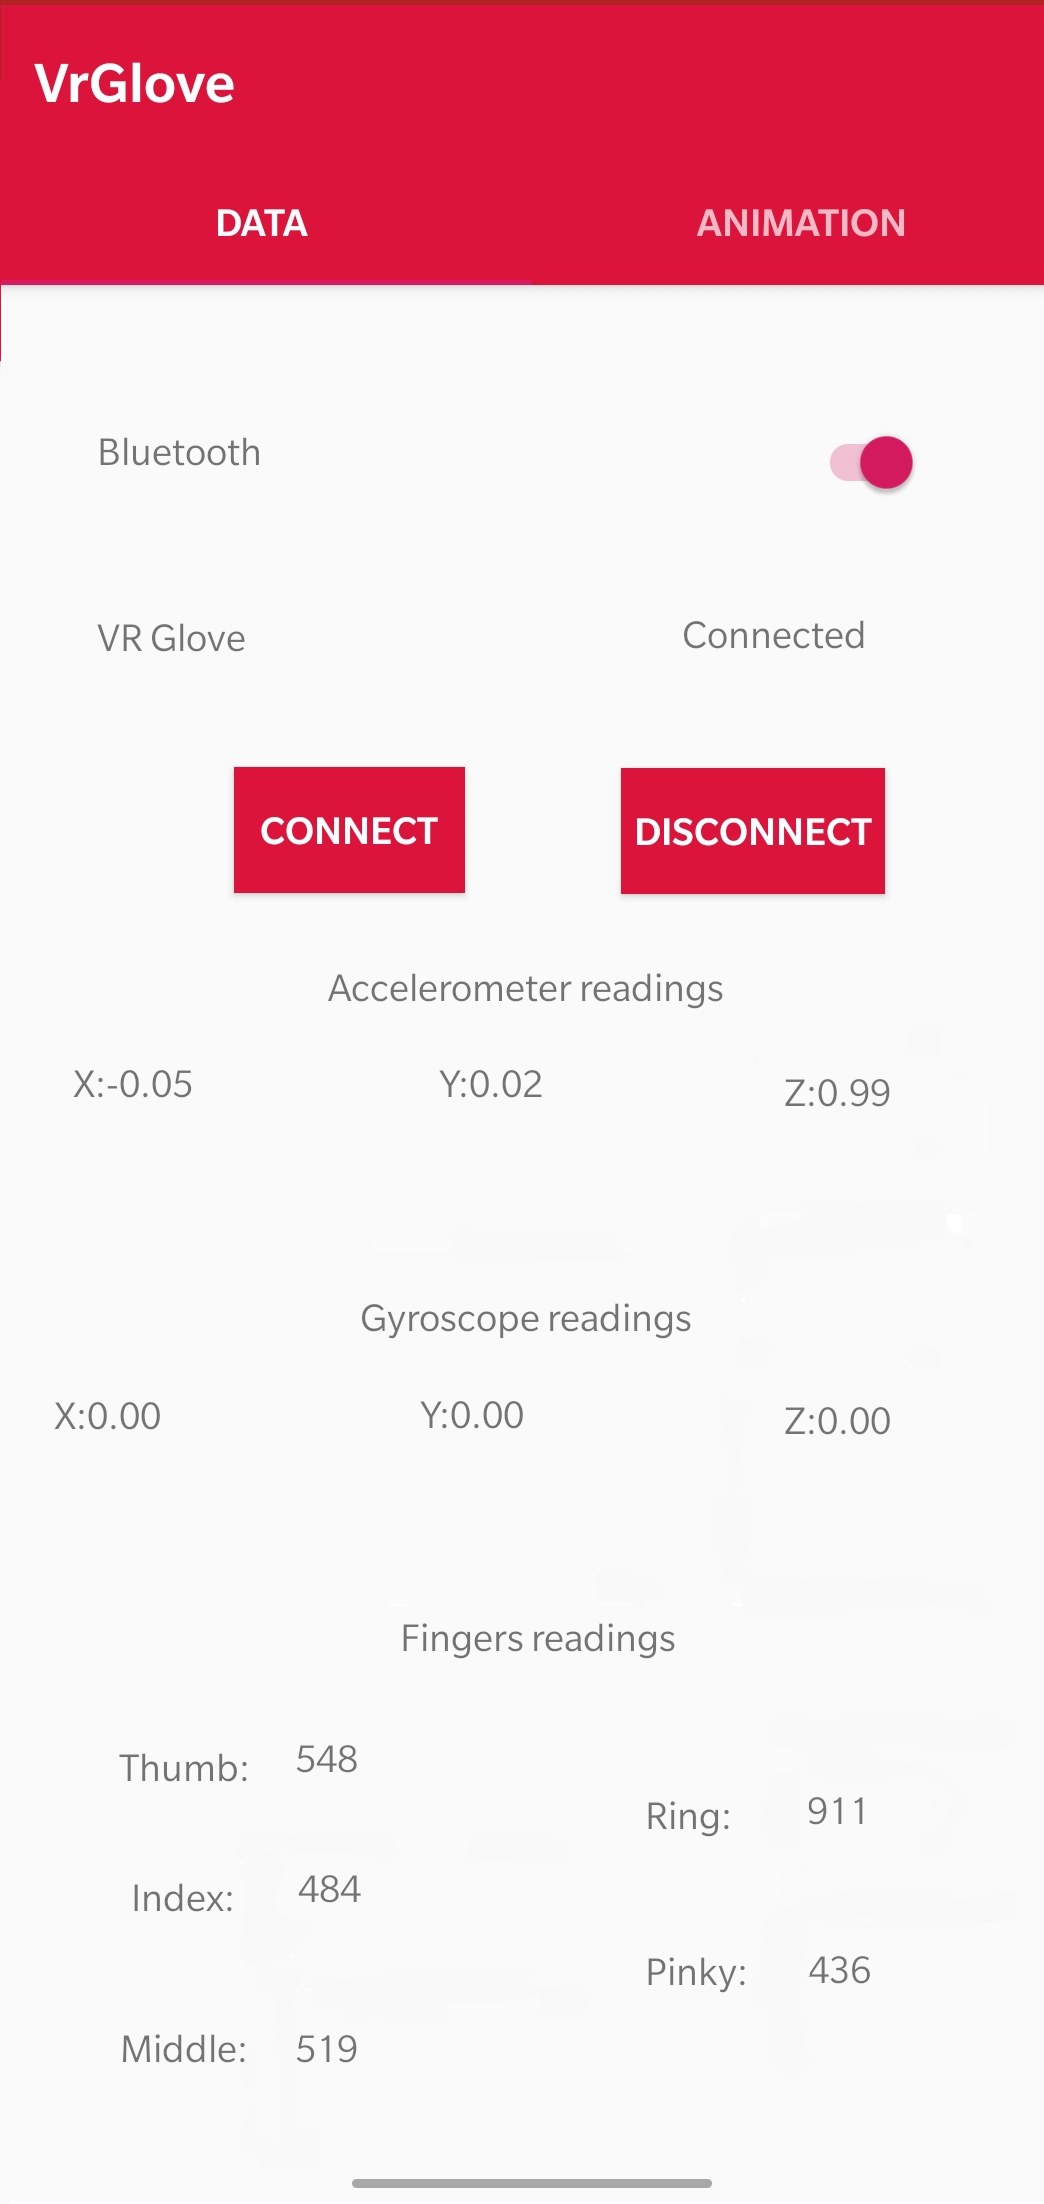 VrGlove
DATA ANIMATION
Bluetooth
VR Glove Connected
CONNECT DISCONNECT
Accelerometer readings
X:-0.05 Y:0.02 Z:0.99
Gyroscope readings
X:0.00 Y:0.00 Z:0.00
Fingers readings
Thumb: 548
Ring: 911
Index: 484
Pinky: 436
Middle: 519